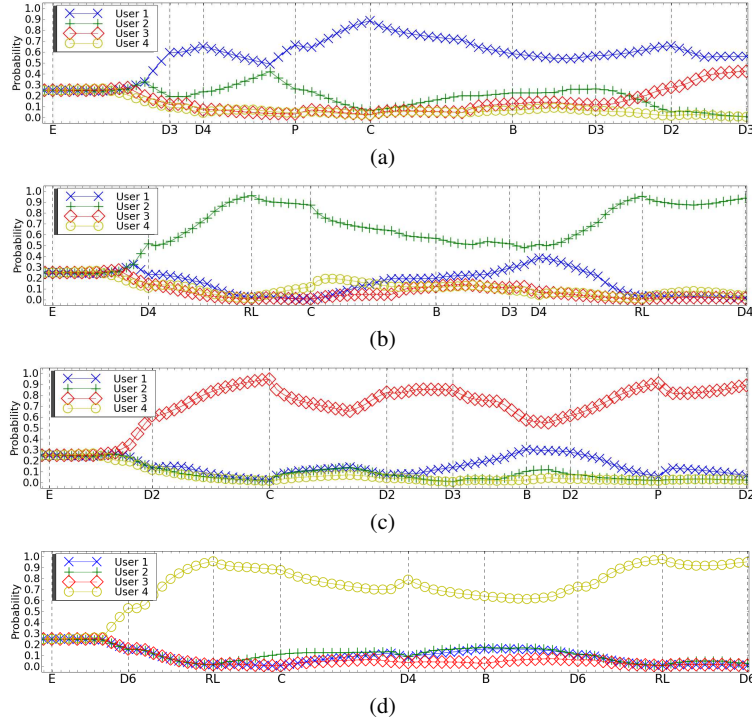 1.0
0.9
0.8
0.7
0.6
0.5
0.4
0.3
0.2
0.1
0.0
Probability
User 1
User 2
User 3
User 4
E D3 D4 P C B D3 D2 D3
(a)
1.0
0.9
0.8
0.7
0.6
0.5
0.4
0.3
0.2
0.1
0.0
Probability
User 1
User 2
User 3
User 4
E D4 RL C B D3 D4 RL D4
(b)
1.0
0.9
0.8
0.7
0.6
0.5
0.4
0.3
0.2
0.1
0.0
Probability
User 1
User 2
User 3
User 4
E D2 C D2 D3 B D2 P D2
(c)
1.0
0.9
0.8
0.7
0.6
0.5
0.4
0.3
0.2
0.1
0.0
Probability
User 1
User 2
User 3
User 4
E D6 RL C D4 B D6 RL D6
(d)